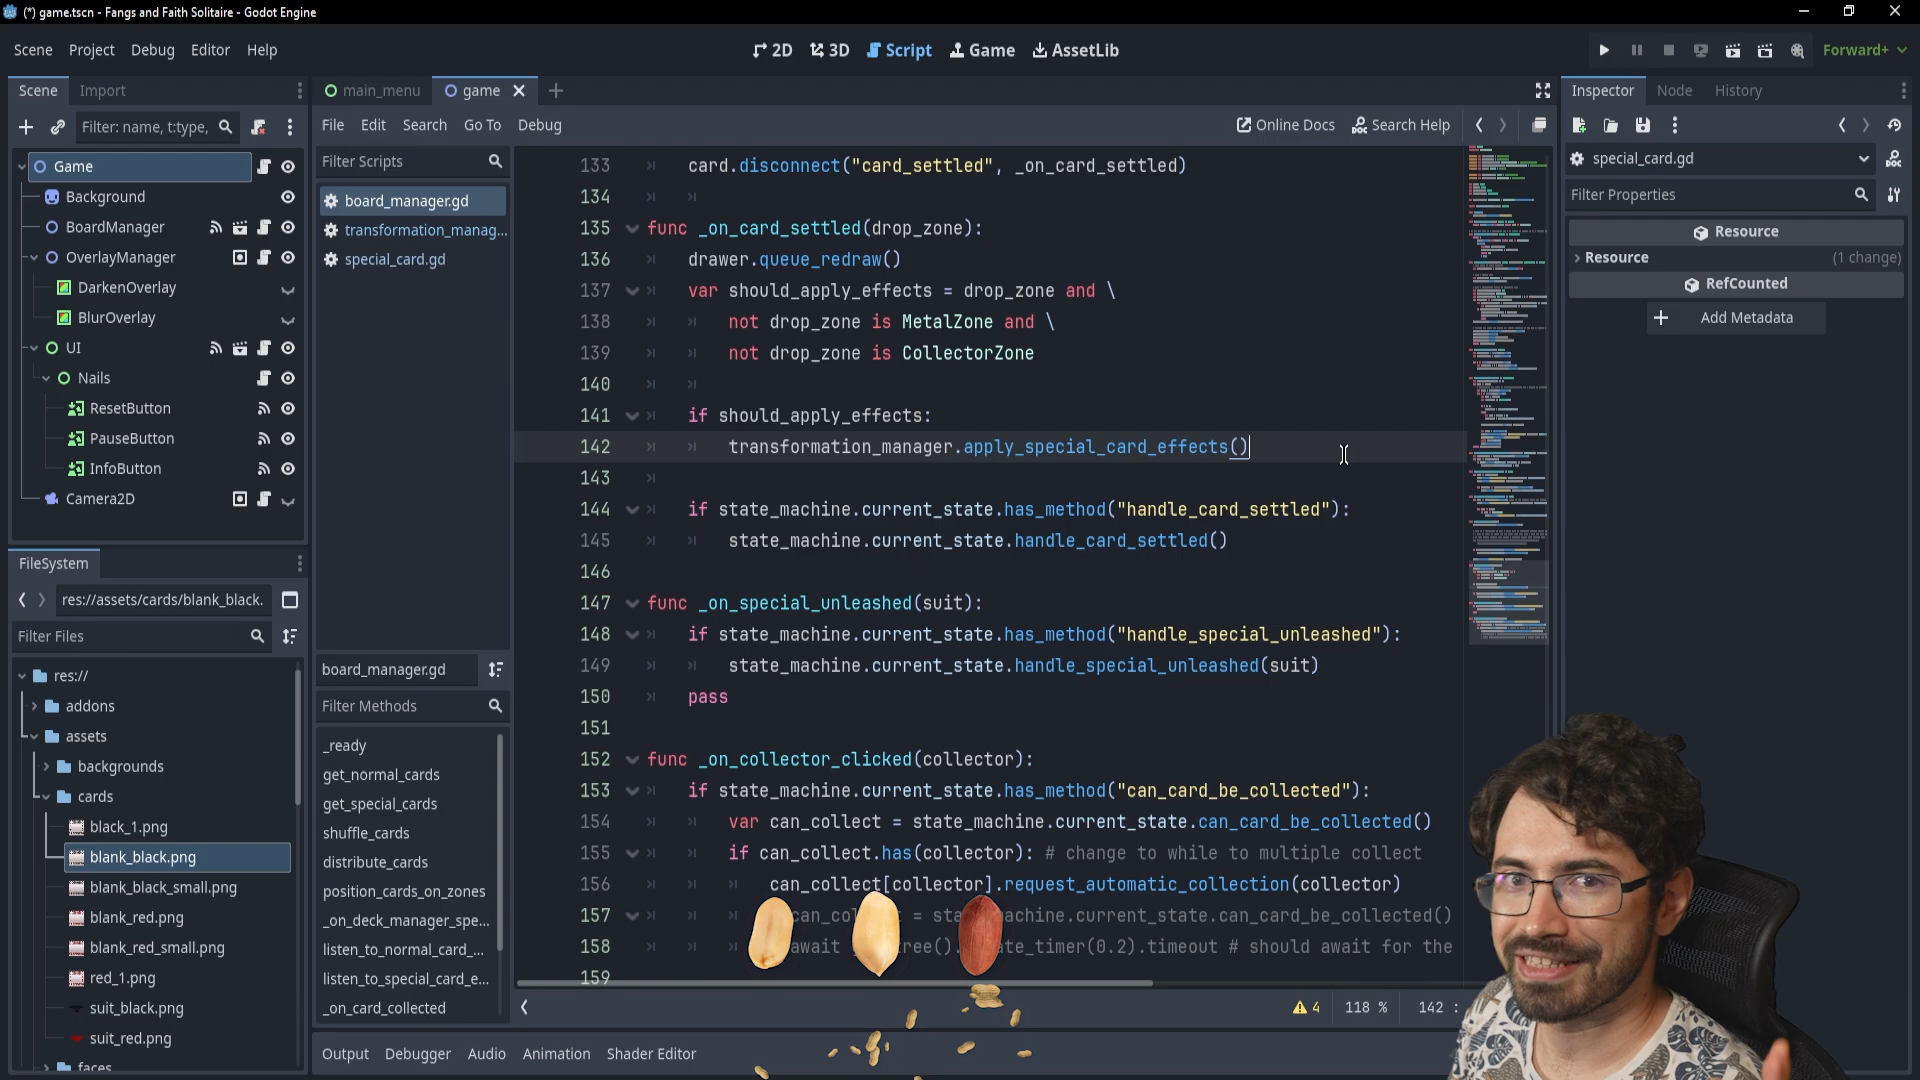 (*) game.tscn - Fangs and Faith Solitaire - Godot Engine
Scene Project Debug Editor Help
2D 3D Script Game AssetLib
Forward+
Scene Import
Filter: name, t:type,
Game
Background
BoardManager
OverlayManager
DarkenOverlay
BlurOverlay
UI
Nails
ResetButton
PauseButton
InfoButton
Camera2D
FileSystem
res://assets/cards/blank_black.
Filter Files
res://
addons
assets
backgrounds
cards
black_1.png
blank_black.png
blank_black_small.png
blank_red.png
blank_red_small.png
red_1.png
suit_black.png
suit_red.png
faces
main_menu game
File Edit Search Go To Debug
Online Docs Search Help
Filter Scripts
board_manager.gd
transformation_manag...
special_card.gd
board_manager.gd
Filter Methods
_ready
get_normal_cards
get_special_cards
shuffle_cards
distribute_cards
position_cards_on_zones
_on_deck_manager_spe...
listen_to_normal_card_...
listen_to_special_card_e...
_on_card_collected
133 card.disconnect("card_settled", _on_card_settled)
134
135 func _on_card_settled(drop_zone):
136 drawer.queue_redraw()
137 var should_apply_effects = drop_zone and \
138 not drop_zone is MetalZone and \
139 not drop_zone is CollectorZone
140
141 if should_apply_effects:
142 transformation_manager.apply_special_card_effects()
143
144 if state_machine.current_state.has_method("handle_card_settled"):
145 state_machine.current_state.handle_card_settled()
146
147 func _on_special_unleashed(suit):
148 if state_machine.current_state.has_method("handle_special_unleashed"):
149 state_machine.current_state.handle_special_unleashed(suit)
150 pass
151
152 func _on_collector_clicked(collector):
153 if state_machine.current_state.has_method("can_card_be_collected"):
154 var can_collect = state_machine.current_state.can_card_be_collected()
155 if can_collect.has(collector): # change to while to multiple collect
156 can_collect[collector].request_automatic_collection(collector)
157 = .current_state.can_card_be_collected()
158 await .timeout # should await for the
159
4 118 % 142 :
Output Debugger Audio Animation Shader Editor
Inspector Node History
special_card.gd
Filter Properties
Resource
Resource (1 change)
RefCounted
Add Metadata